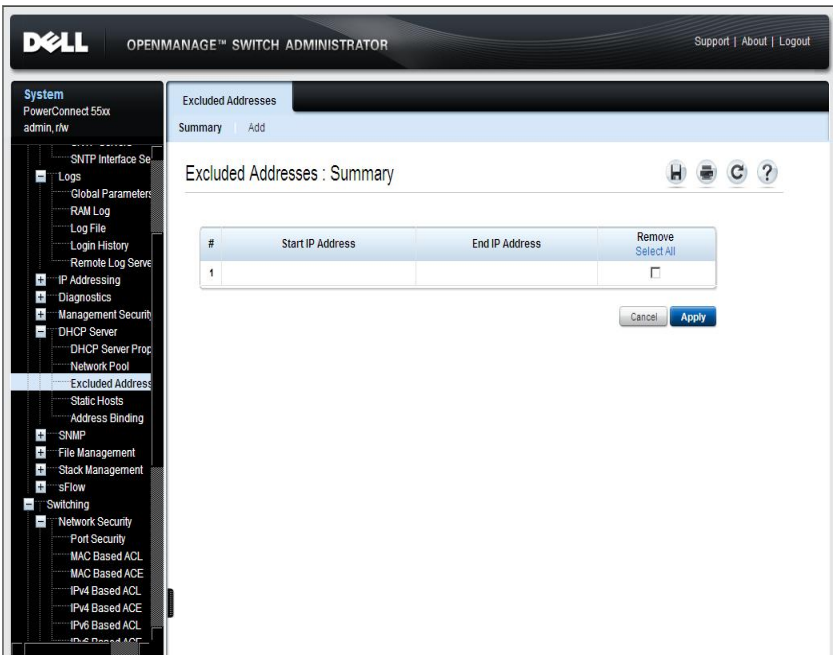 DELL
OPENMANAGE™ SWITCH ADMINISTRATOR
Support | About | Logout
System
PowerConnect 55xx
admin, r/w
SNTP Interface Se
Logs
Global Parameters
RAM Log
Log File
Login History
Remote Log Serve
IP Addressing
Diagnostics
Management Securit
DHCP Server
DHCP Server Prop
Network Pool
Excluded Address
Static Hosts
Address Binding
SNMP
File Management
Stack Management
sFlow
Switching
Network Security
Port Security
MAC Based ACL
MAC Based ACE
IPv4 Based ACL
IPv4 Based ACE
IPv6 Based ACL
IPv6 Based ACE
Excluded Addresses
Summary | Add
Excluded Addresses : Summary
# Start IP Address End IP Address Remove
Select All
1
Cancel Apply